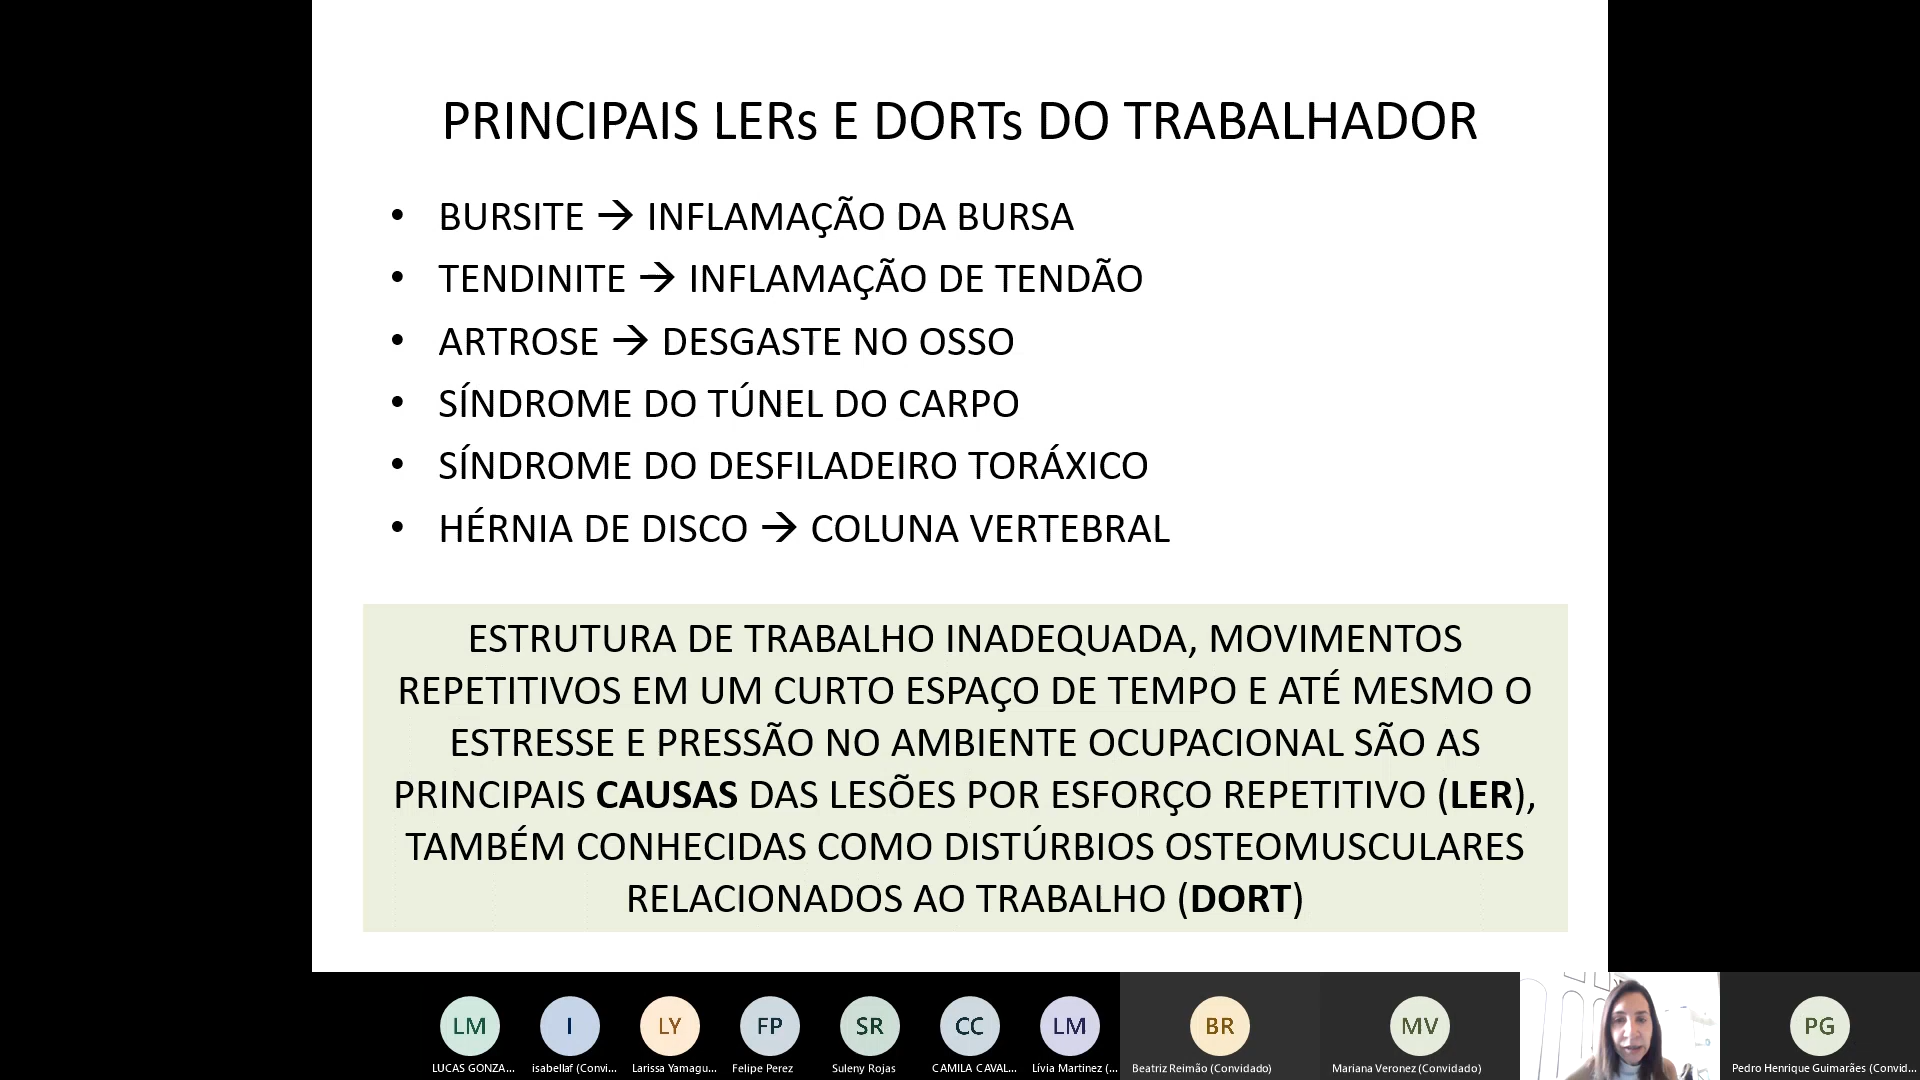 PRINCIPAIS LERs E DORTs DO TRABALHADOR
• BURSITE → INFLAMAÇÃO DA BURSA
• TENDINITE → INFLAMAÇÃO DE TENDÃO
• ARTROSE → DESGASTE NO OSSO
• SÍNDROME DO TÚNEL DO CARPO
• SÍNDROME DO DESFILADEIRO TORÁXICO
• HÉRNIA DE DISCO → COLUNA VERTEBRAL
ESTRUTURA DE TRABALHO INADEQUADA, MOVIMENTOS
REPETITIVOS EM UM CURTO ESPAÇO DE TEMPO E ATÉ MESMO O
ESTRESSE E PRESSÃO NO AMBIENTE OCUPACIONAL SÃO AS
PRINCIPAIS CAUSAS DAS LESÕES POR ESFORÇO REPETITIVO (LER),
TAMBÉM CONHECIDAS COMO DISTÚRBIOS OSTEOMUSCULARES
RELACIONADOS AO TRABALHO (DORT)
LM I LY FP SR CC LM BR MV PG
LUCAS GONZA... isabellaf (Convi... Larissa Yamagu... Felipe Perez Suleny Rojas CAMILA CAVAL... Lívia Martinez (... Beatriz Reimão (Convidado) Mariana Veronez (Convidado) Pedro Henrique Guimarães (Convid...